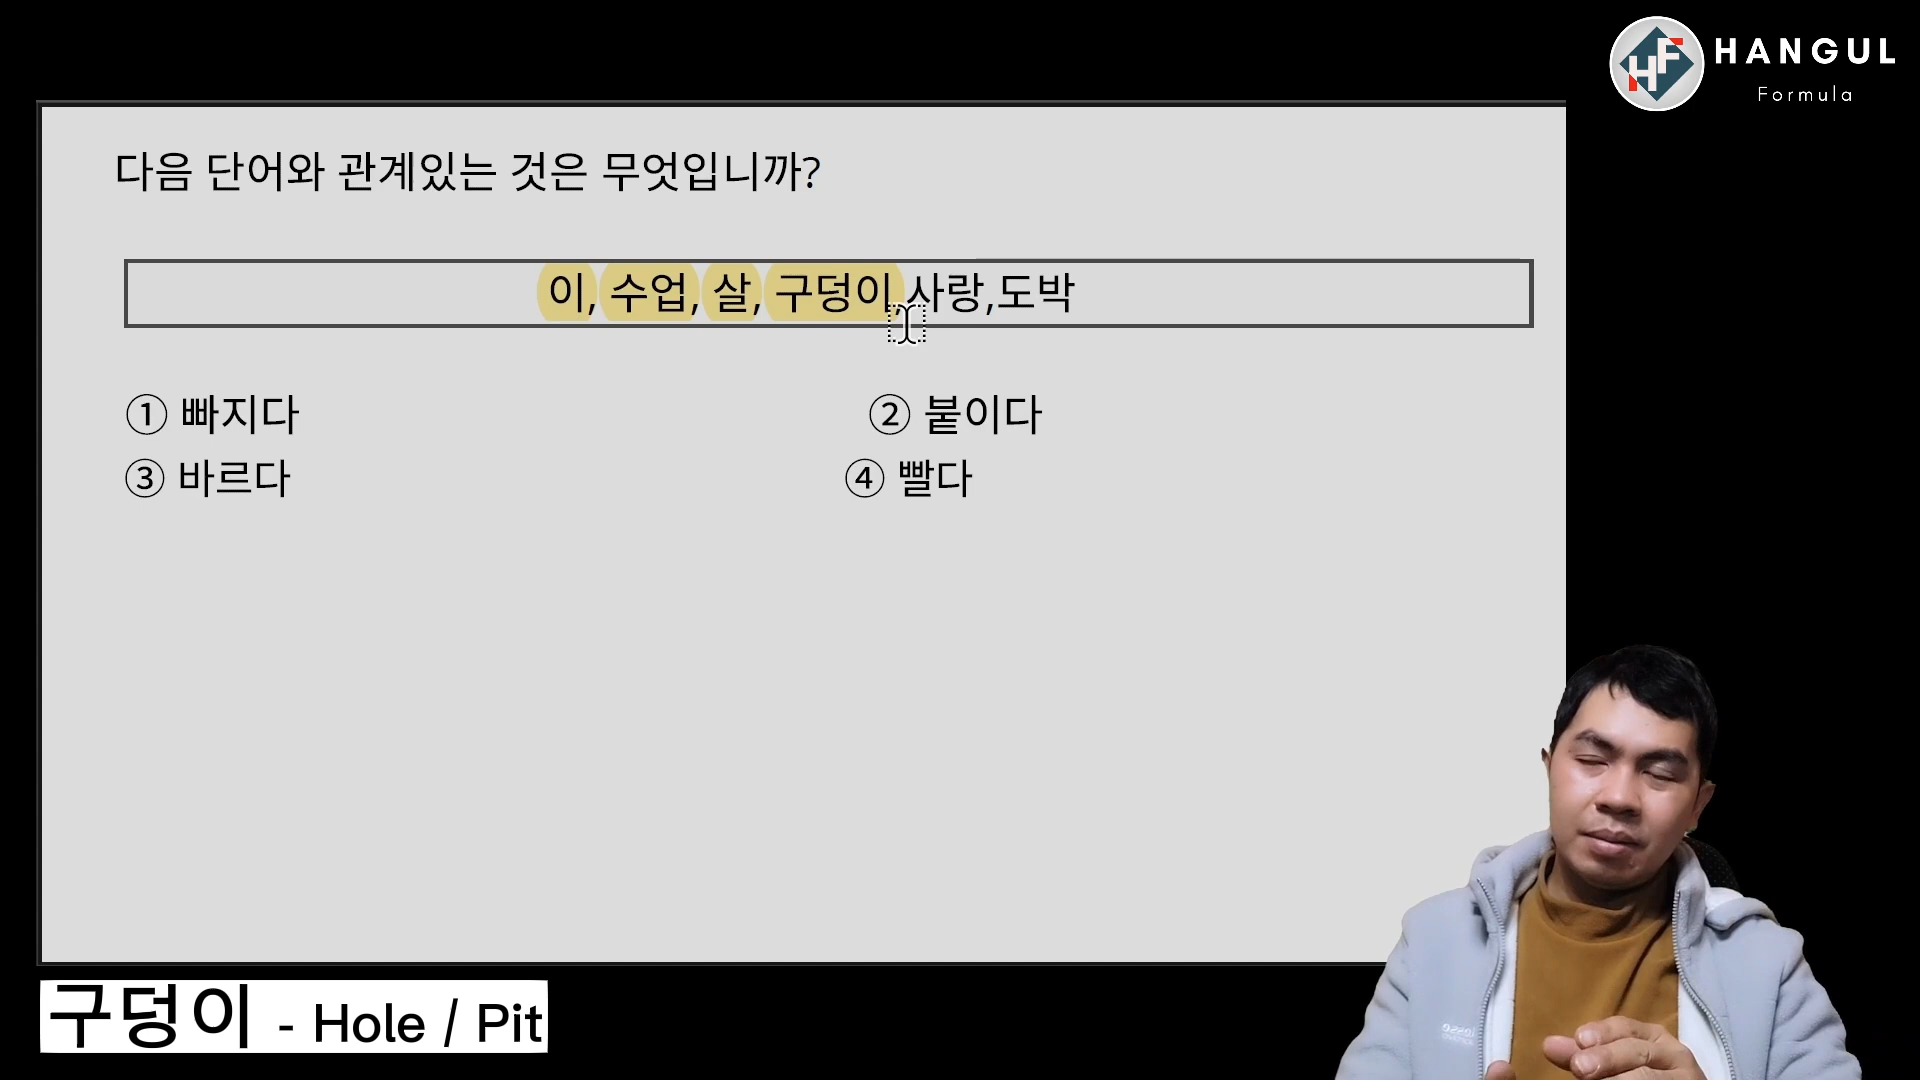 HANGUL
Formula
다음 단어와 관계있는 것은 무엇입니까?
이, 수업, 살, 구덩이,사랑,도박
① 빠지다 ② 붙이다
③ 바르다 ④ 빨다
구덩이 - Hole / Pit